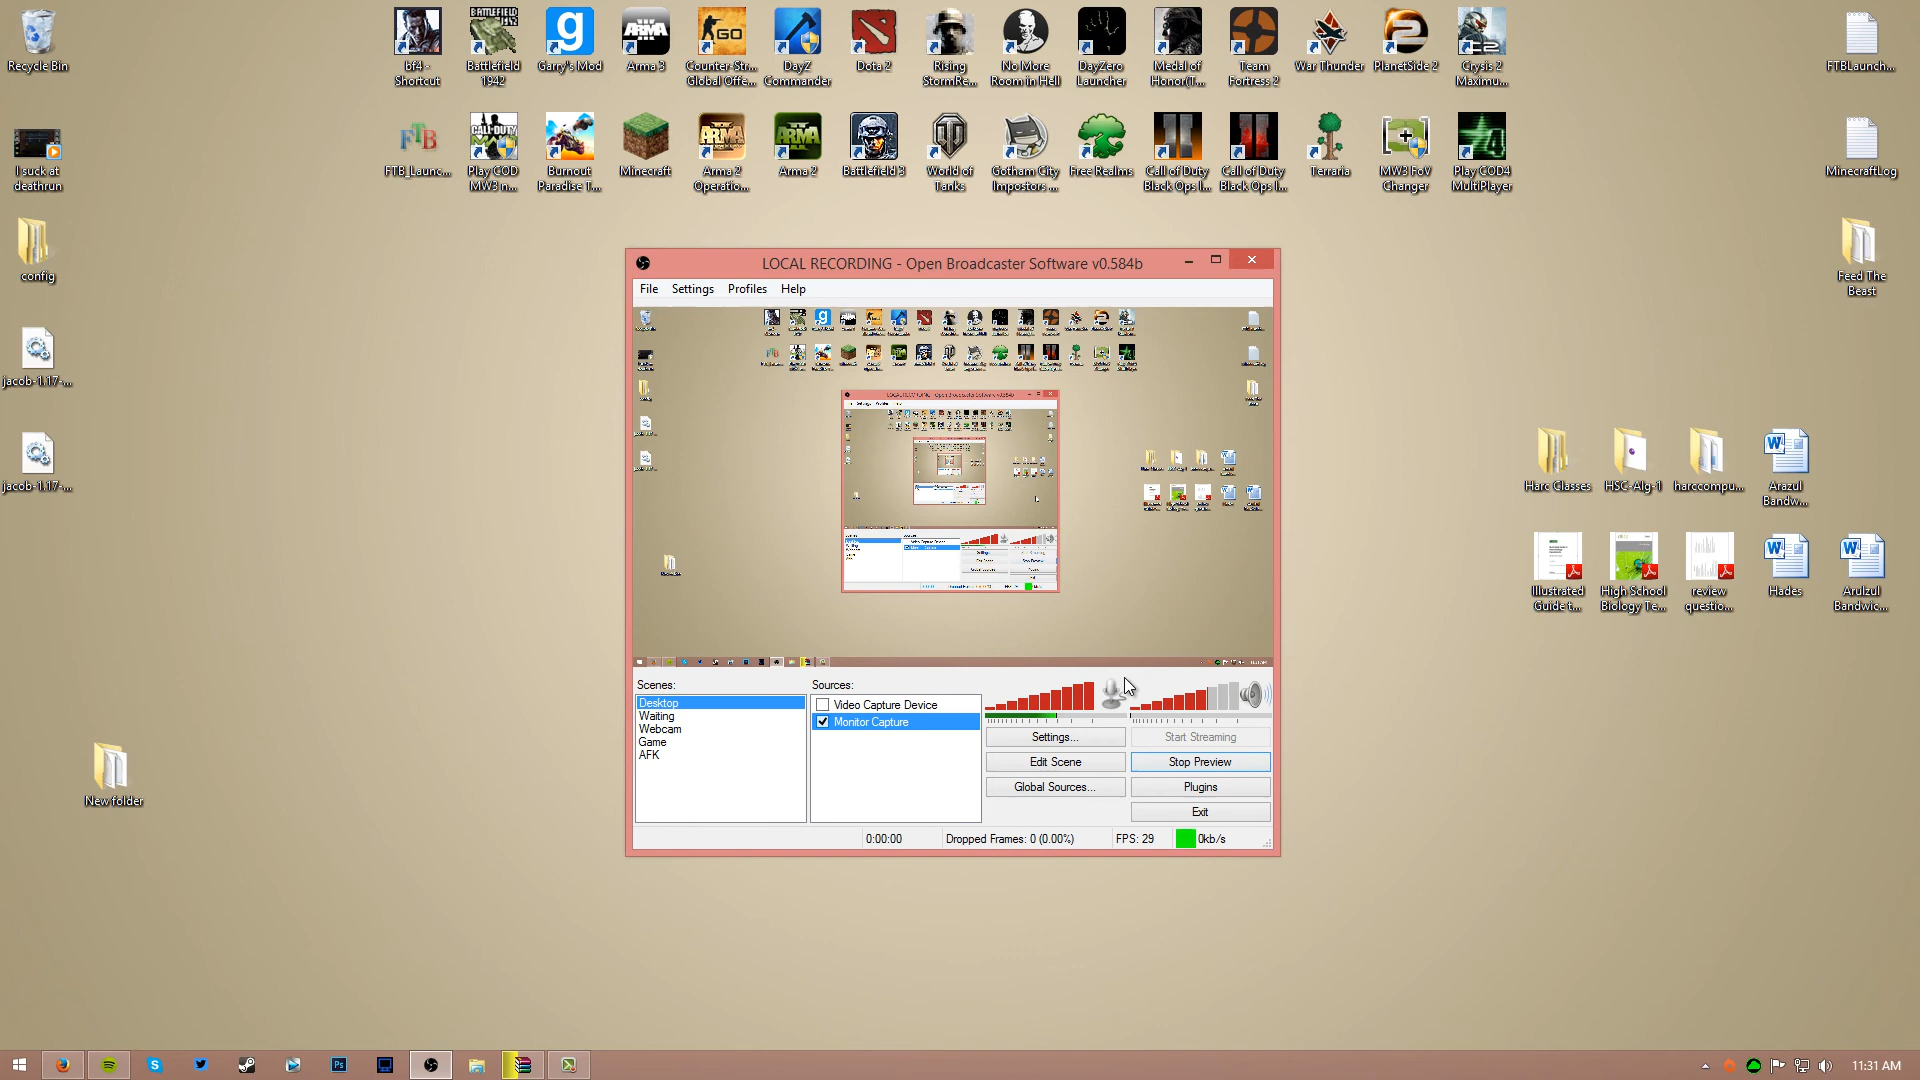 Recycle Bin
bf4 -
Shortcut
Battlefield
1942
Garry's Mod
Arma 3
Counter-Str...
Global Offe...
DayZ
Commander
Dota 2
Rising
StormRe...
No More
Room in Hell
DayZero
Launcher
Medal of
Honor(T...
Team
Fortress 2
War Thunder
PlanetSide 2
Crysis 2
Maximu...
FTBLaunch...
I suck at
deathrun
FTB_Launc...
Play COD
MW3 n...
Burnout
Paradise T...
Minecraft
Arma 2
Operatio...
Arma 2
Battlefield 3
World of
Tanks
Gotham City
Impostors ...
Free Realms
Call of Duty
Black Ops I...
Call of Duty
Black Ops I...
Terraria
MW3 FoV
Changer
Play COD4
MultiPlayer
MinecraftLog
config
Feed The
Beast
jacob-1.17-...
jacob-1.17-...
New folder
LOCAL RECORDING - Open Broadcaster Software v0.584b
File Settings Profiles Help
Scenes:
Desktop
Waiting
Webcam
Game
AFK
Sources:
Video Capture Device
Monitor Capture
Settings...
Start Streaming
Edit Scene
Stop Preview
Global Sources...
Plugins
Exit
0:00:00
Dropped Frames: 0 (0.00%)
FPS: 29
0kb/s
Harc Classes
HSC-Alg-1
harccompu...
Arazul
Bandw...
Illustrated
Guide t...
High School
Biology Te...
review
questio...
Hades
Arulzul
Bandwic...
11:31 AM